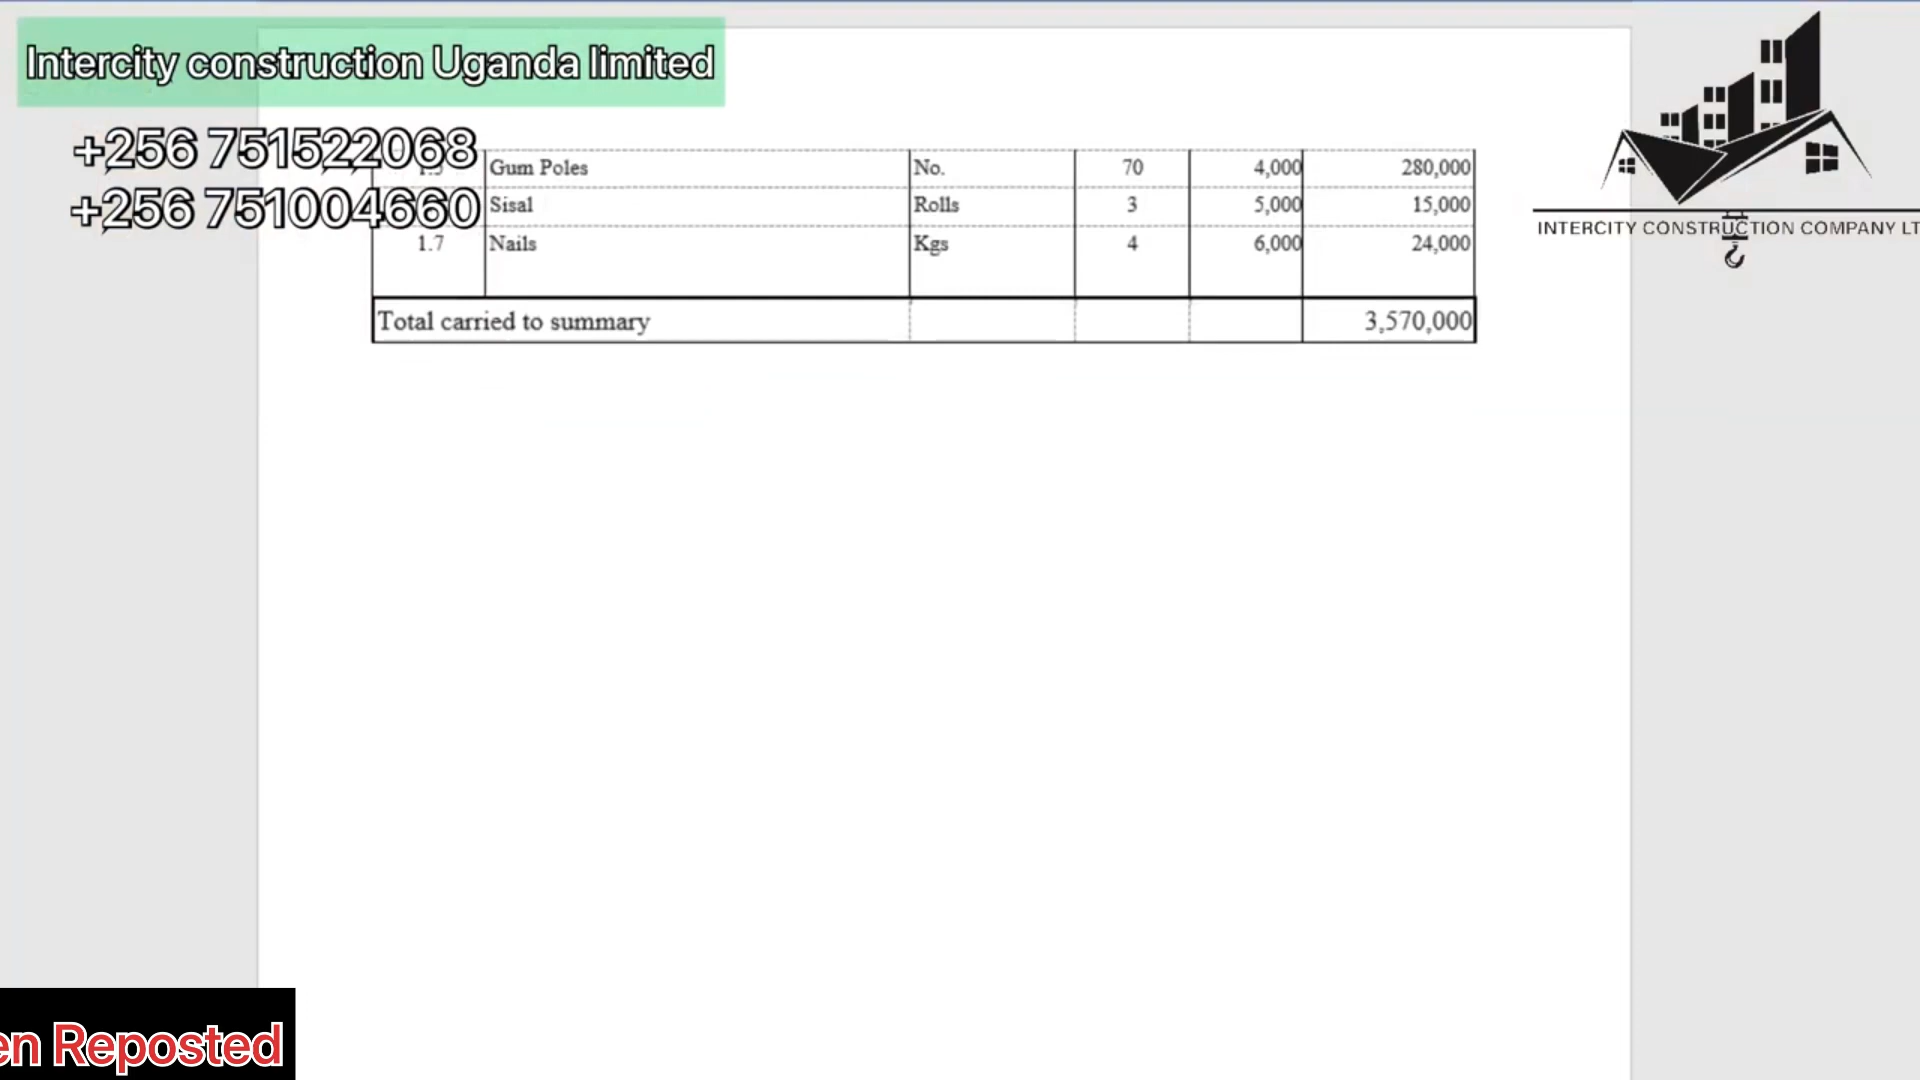 Intercity construction Uganda limited
+256 751522068
+256 751004660
Gum Poles No. 70 4,000 280,000
Sisal Rolls 3 5,000 15,000
1.7 Nails Kgs 4 6,000 24,000
Total carried to summary 3,570,000
INTERCITY CONSTRUCTION COMPANY LT
en Reposted